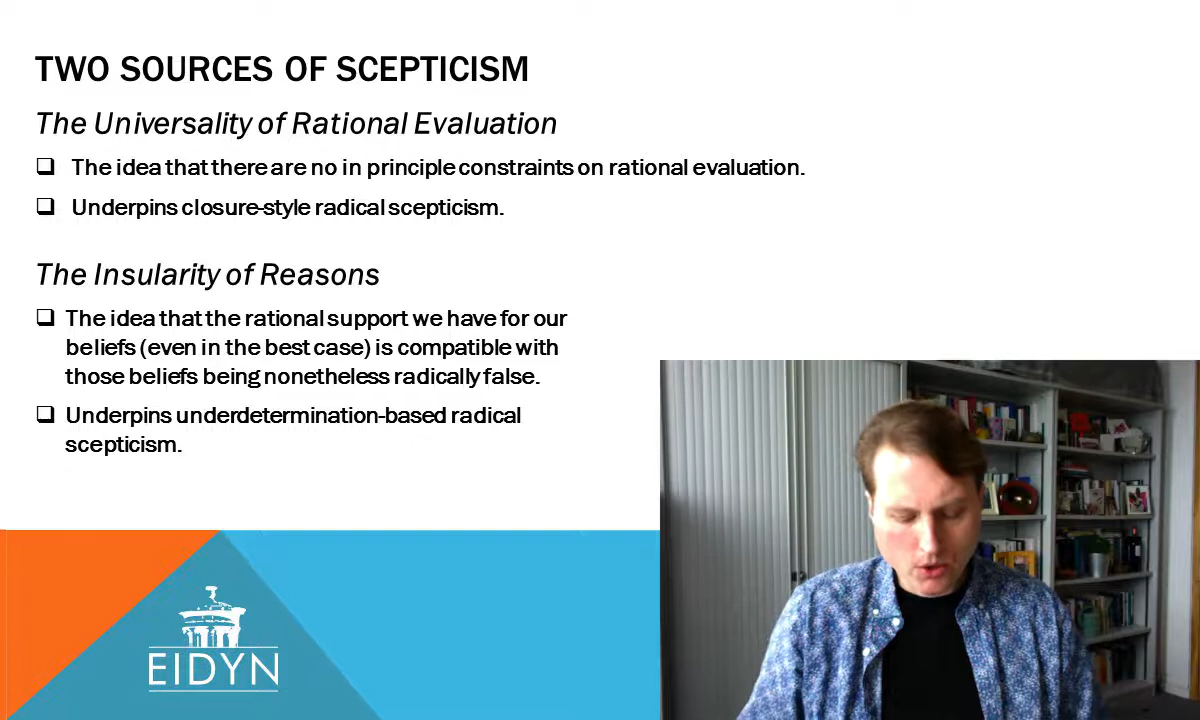 TWO SOURCES OF SCEPTICISM
The Universality of Rational Evaluation
The idea that there are no in principle constraints on rational evaluation.
Underpins closure-style radical scepticism.
The Insularity of Reasons
The idea that the rational support we have for our
beliefs (even in the best case) is compatible with
those beliefs being nonetheless radically false.
Underpins underdetermination-based radical
scepticism.
EIDYN